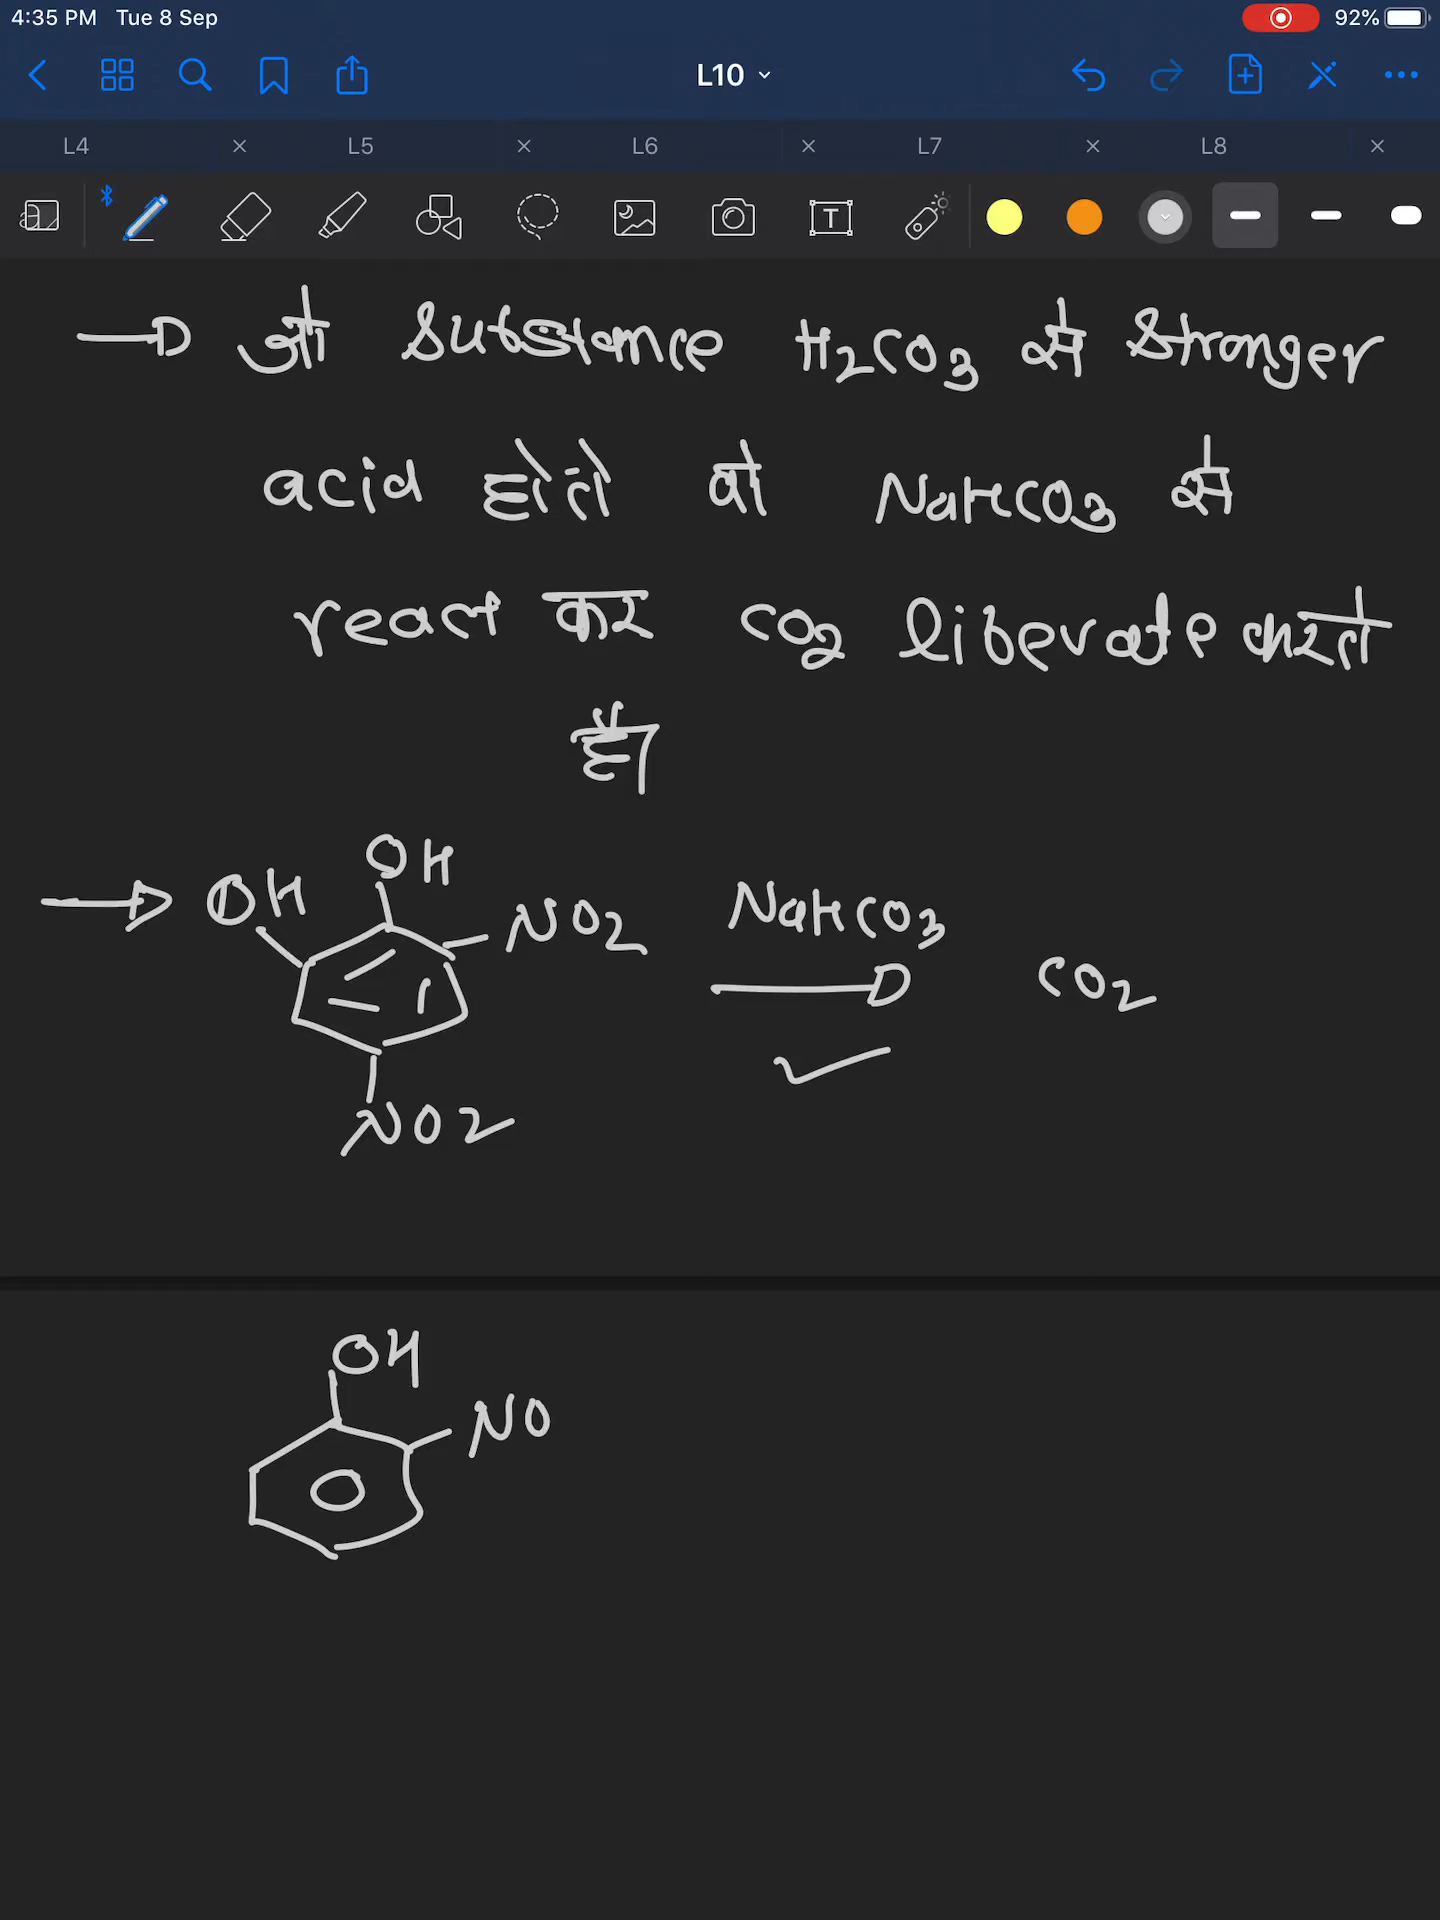 4:35 PM Tue 8 Sep 92%
L10
L4 L5 L6 L7 L8
T
जो Substance H2CO3 से Stronger
acid होते वो NaHCO3 से
react कर CO2 liberate करते
हैं।
OH
OH NO2 NaHCO3
CO2
NO2
OH
NO